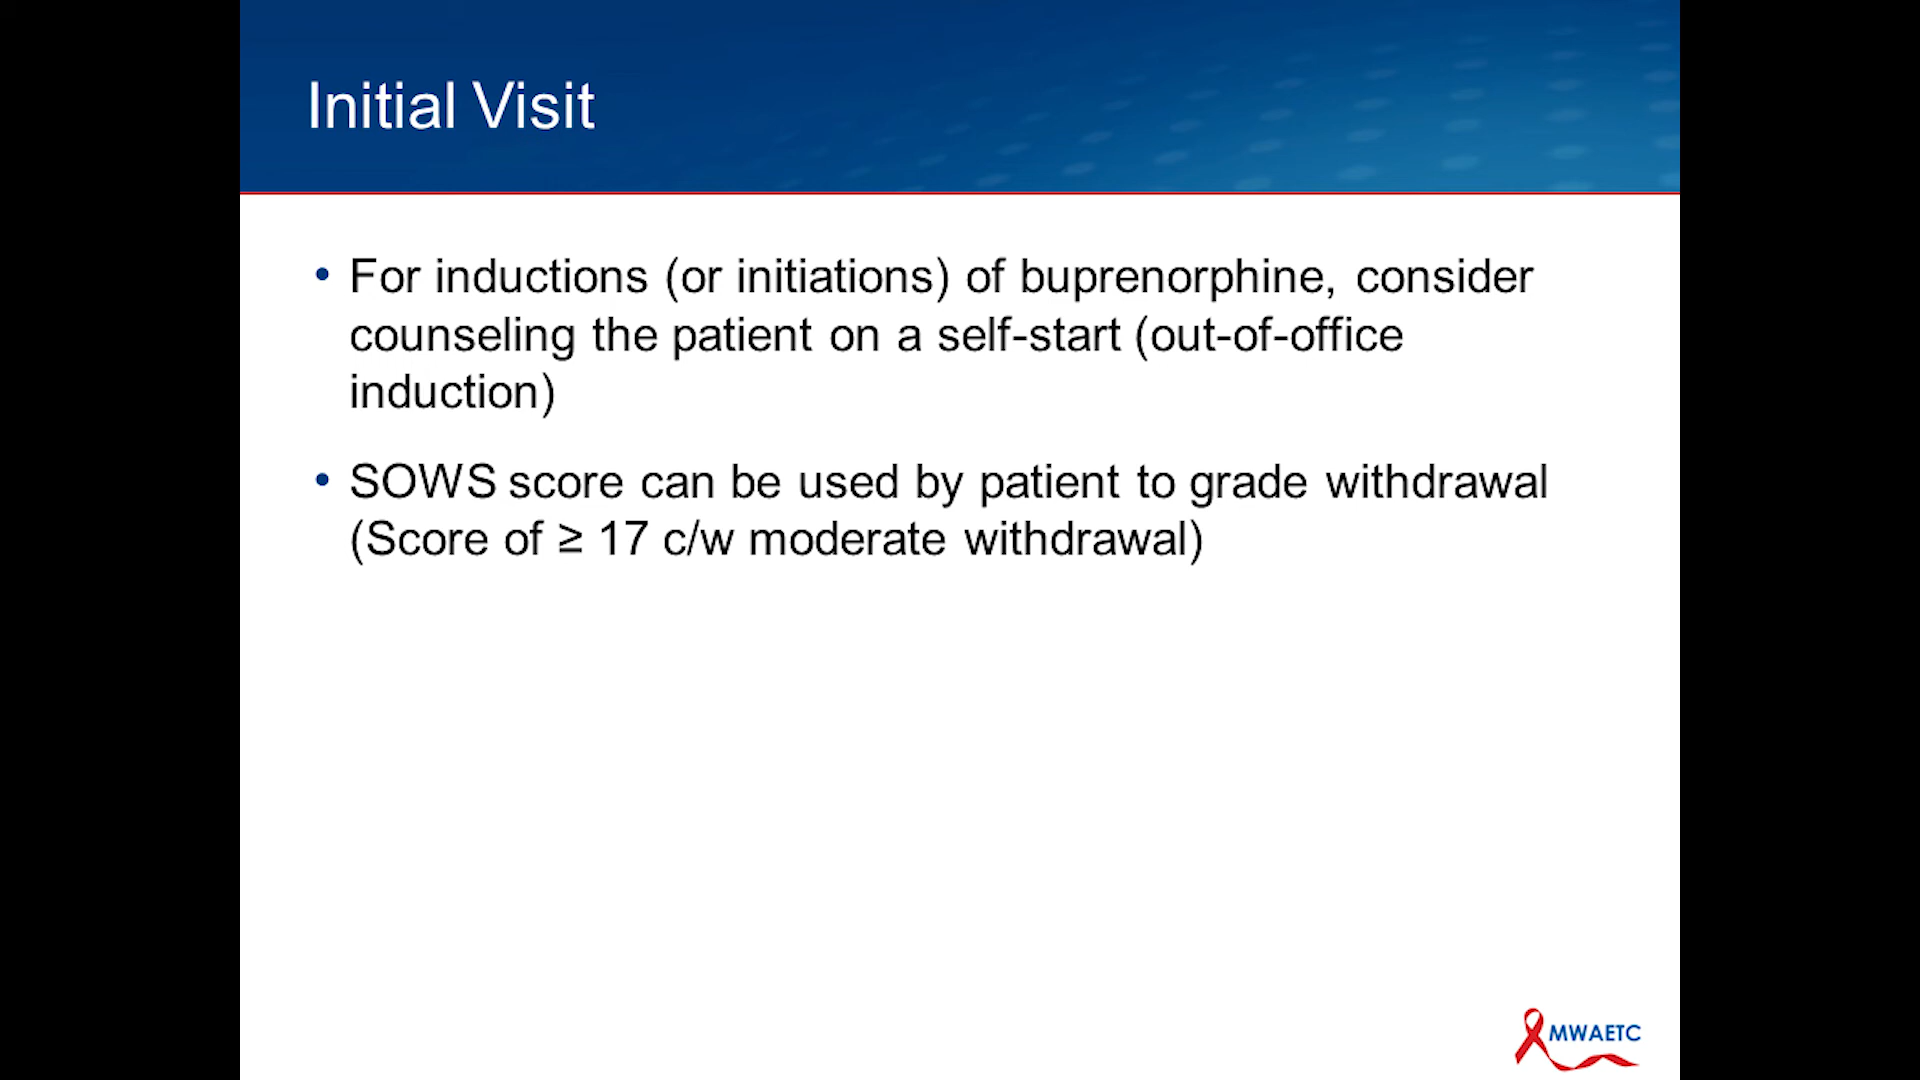 Initial Visit
• For inductions (or initiations) of buprenorphine, consider
counseling the patient on a self-start (out-of-office
induction)
• SOWS score can be used by patient to grade withdrawal
(Score of ≥ 17 c/w moderate withdrawal)
MWAETC